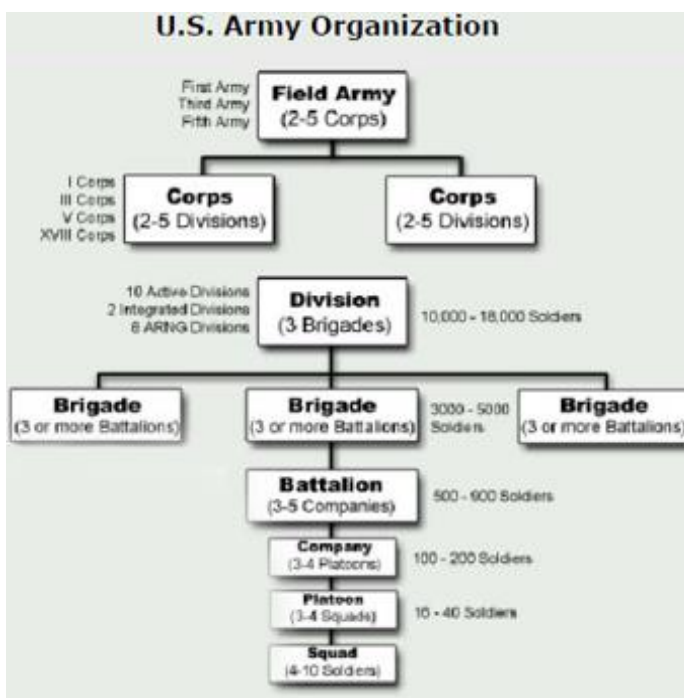 U.S. Army Organization
First Army
Third Army
Fifth Army
Field Army
(2-5 Corps)
I Corps
III Corps
V Corps
XVIII Corps
Corps
(2-5 Divisions)
Corps
(2-5 Divisions)
10 Active Divisions
2 Integrated Divisions
6 ARNG Divisions
Division
(3 Brigades)
10,000 - 18,000 Soldiers
Brigade
(3 or more Battalions)
Brigade
(3 or more Battalions)
3000 - 5000
Soldiers
Brigade
(3 or more Battalions)
Battalion
(3-5 Companies)
500 - 600 Soldiers
Company
(3-4 Platoons)
100 - 200 Soldiers
Platoon
(3-4 Squads)
16 - 40 Soldiers
Squad
(4-10 Soldiers)